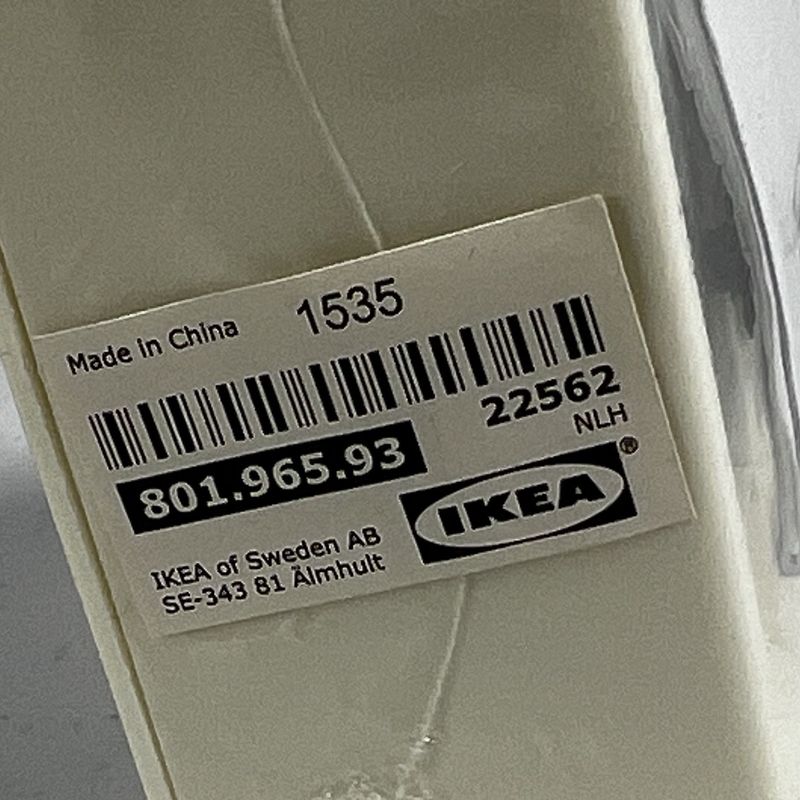 Made in China 1535
22562
NLH
801.965.93
IKEA®
IKEA of Sweden AB
SE-343 81 Älmhult